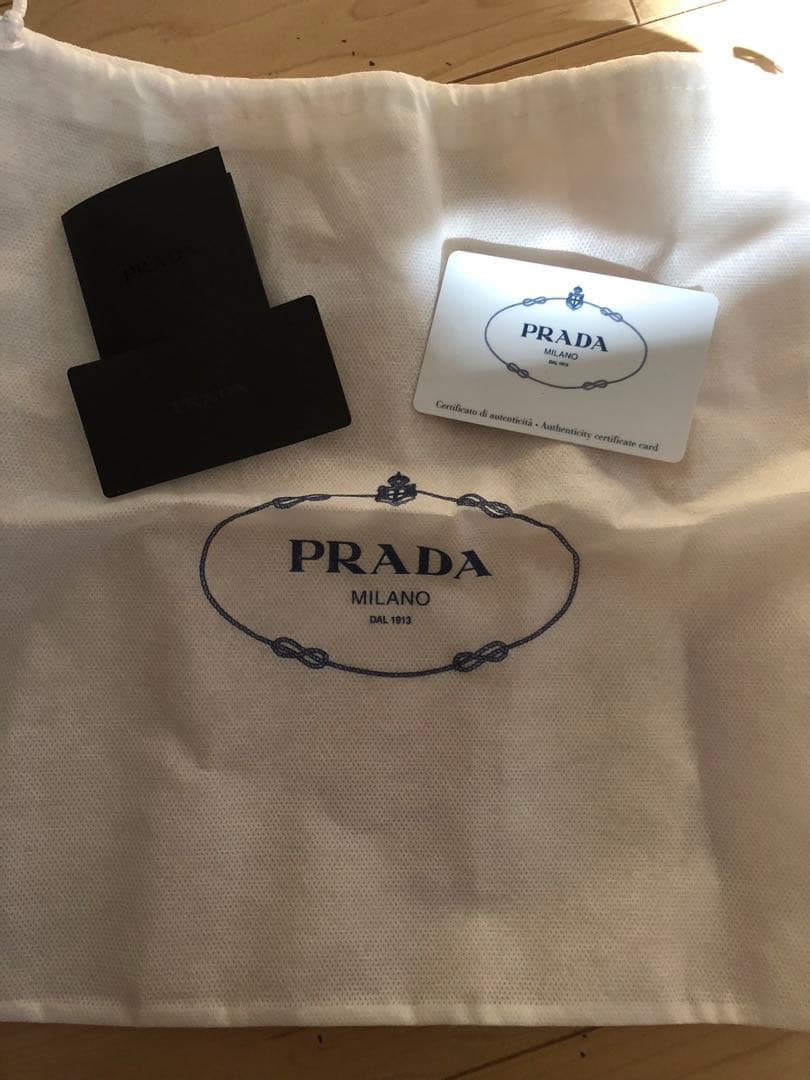 PRADA
PRADA
PRADA
MILANO
DAL 1913
Certificato di autenticità • Authenticity certificate card
PRADA
MILANO
DAL 1913